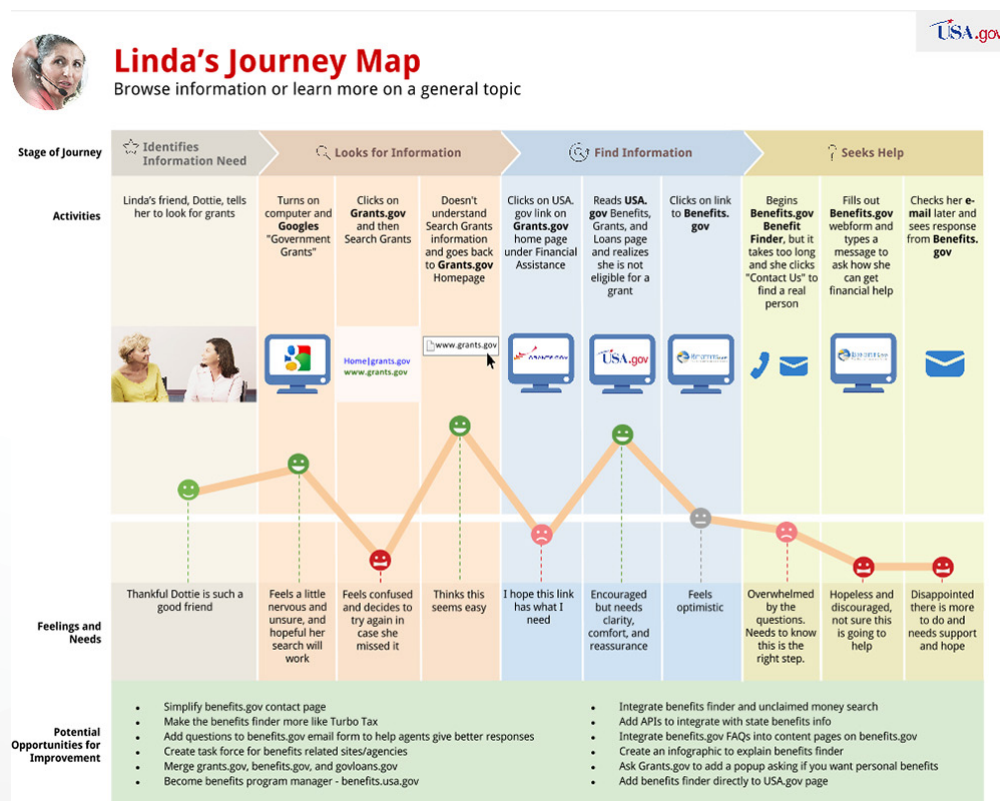 USA.gov
Linda's Journey Map
Browse information or learn more on a general topic
Stage of Journey
Identifies
Information Need
Looks for Information
Find Information
Seeks Help
Activities
Linda's friend, Dottie, tells
her to look for grants
Turns on
computer and
Googles
"Government
Grants"
Clicks on
Grants.gov
and then
Search Grants
Doesn't
understand
Search Grants
information
and goes back
to Grants.gov
Homepage
Clicks on USA.
gov link on
Grants.gov
home page
under Financial
Assistance
Reads USA.
gov Benefits,
Grants, and
Loans page
and realizes
she is not
eligible for a
grant
Clicks on link
to Benefits.
gov
Begins
Benefits.gov
Benefit
Finder, but it
takes too long
and she clicks
"Contact Us" to
find a real
person
Fills out
Benefits.gov
webform and
types a
message to
ask how she
can get
financial help
Checks her e-
mail later and
sees response
from Benefits.
gov
Home|grants.gov
www.grants.gov
www.grants.gov
USA.gov
Feelings and
Needs
Thankful Dottie is such a
good friend
Feels a little
nervous and
unsure, and
hopeful her
search will
work
Feels confused
and decides to
try again in
case she
missed it
Thinks this
seems easy
I hope this link
has what I
need
Encouraged
but needs
clarity,
comfort, and
reassurance
Feels
optimistic
Overwhelmed
by the
questions.
Needs to know
this is the
right step.
Hopeless and
discouraged,
not sure this
is going to
help
Disappointed
there is more
to do and
needs support
and hope
Potential
Opportunities for
Improvement
• Simplify benefits.gov contact page
• Make the benefits finder more like Turbo Tax
• Add questions to benefits.gov email form to help agents give better responses
• Create task force for benefits related sites/agencies
• Merge grants.gov, benefits.gov, and govloans.gov
• Become benefits program manager - benefits.usa.gov
• Integrate benefits finder and unclaimed money search
• Add APIs to integrate with state benefits info
• Integrate benefits.gov FAQs into content pages on benefits.gov
• Create an infographic to explain benefits finder
• Ask Grants.gov to add a popup asking if you want personal benefits
• Add benefits finder directly to USA.gov page